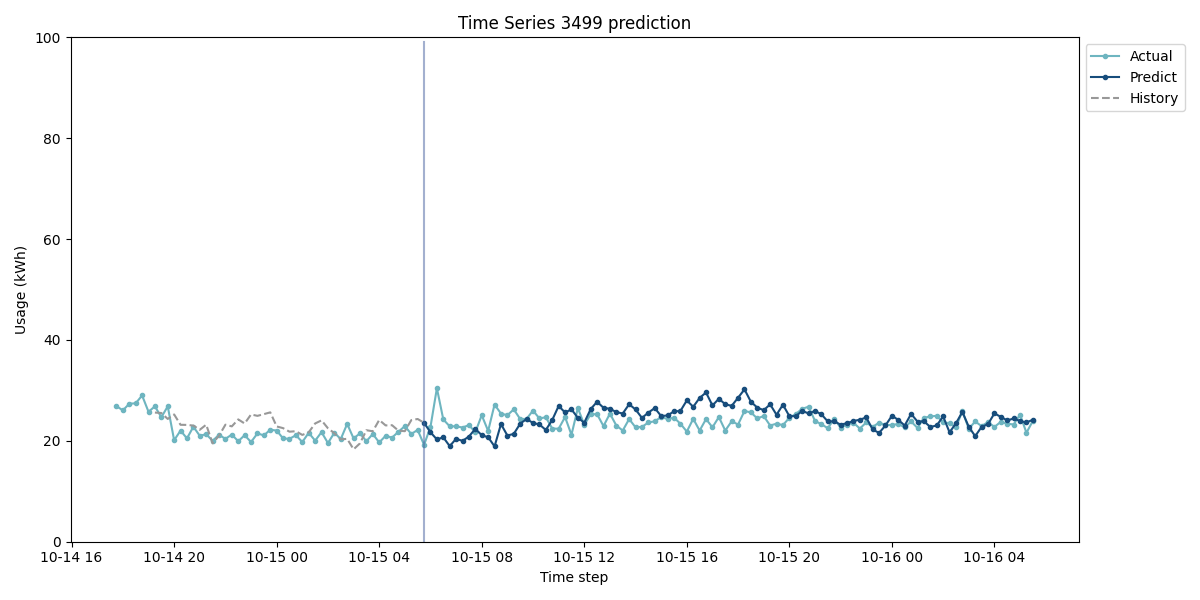 Time Series 3499 prediction
100
80
60
40
20
0
Usage (kWh)
10-14 16
10-14 20
10-15 00
10-15 04
10-15 08
10-15 12
10-15 16
10-15 20
10-16 00
10-16 04
Time step
Actual
Predict
History